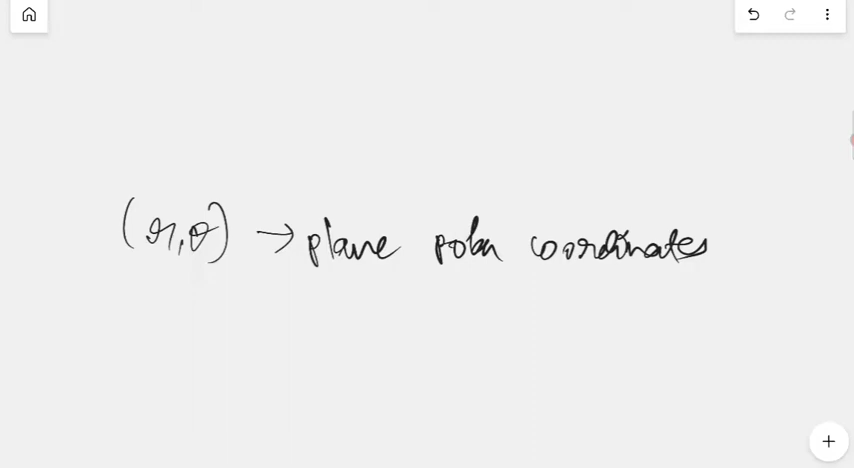 (r,θ) → plane polar coordinates